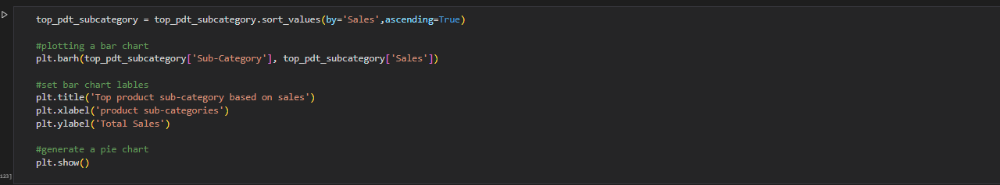 top_pdt_subcategory = top_pdt_subcategory.sort_values(by='Sales',ascending=True)
#plotting a bar chart
plt.barh(top_pdt_subcategory['Sub-Category'], top_pdt_subcategory['Sales'])
#set bar chart lables
plt.title('Top product sub-category based on sales')
plt.xlabel('product sub-categories')
plt.ylabel('Total Sales')
#generate a pie chart
plt.show()
123]